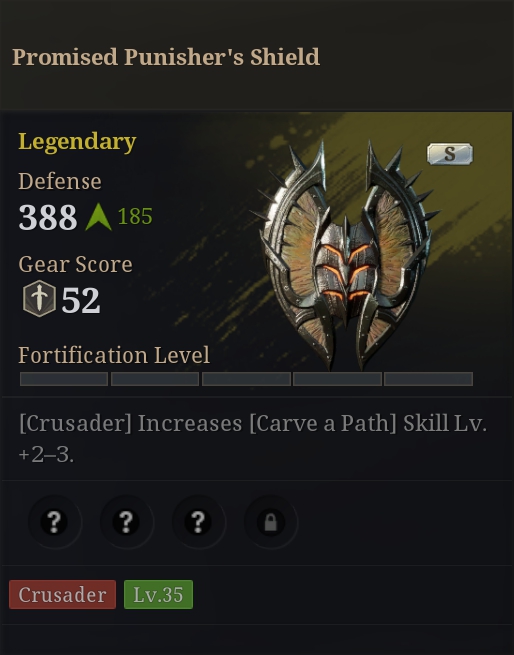 Promised Punisher's Shield
Legendary
S
Defense
388 185
Gear Score
52
Fortification Level
[Crusader] Increases [Carve a Path] Skill Lv.
+2–3.
? ? ?
Crusader Lv.35